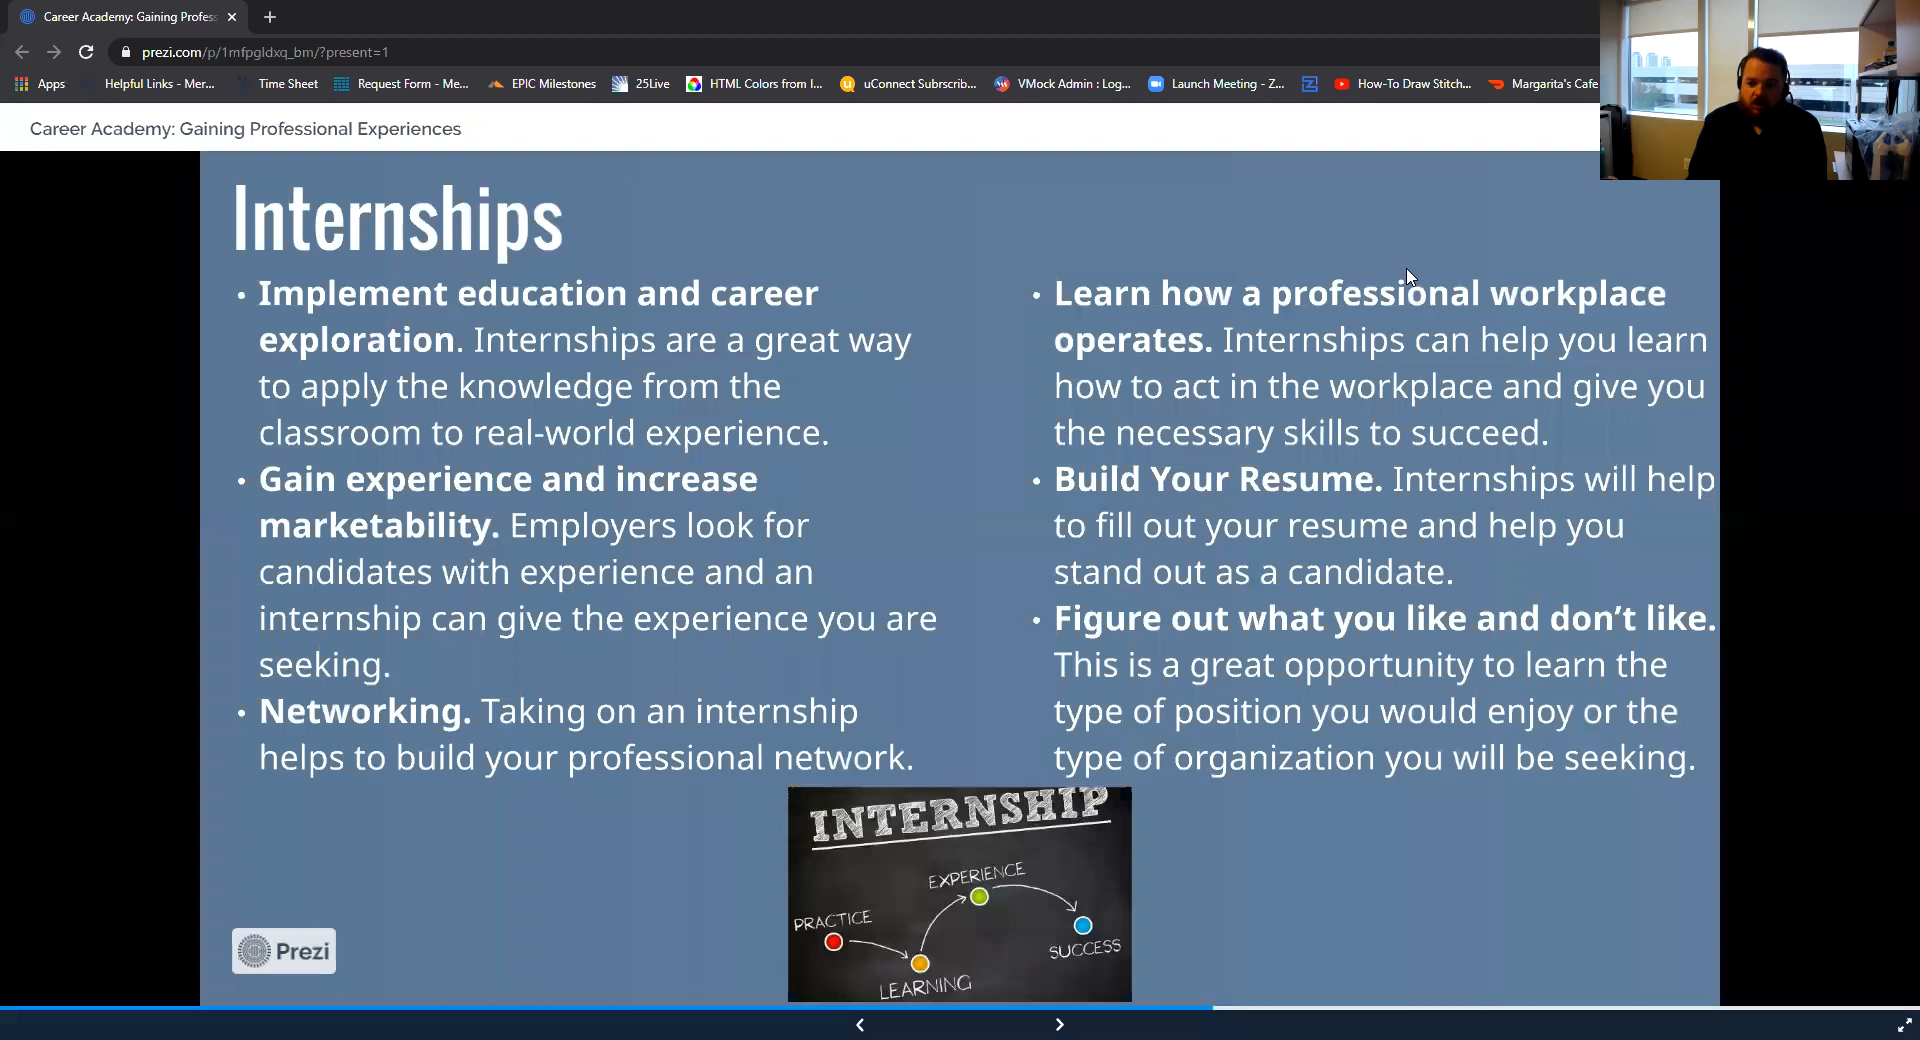 Career Academy: Gaining Profess
prezi.com/p/1mfpgldxq_bm/?present=1
Apps Helpful Links - Mer... Time Sheet Request Form - Me... EPIC Milestones 25Live HTML Colors from I... uConnect Subscrib... VMock Admin : Log... Launch Meeting - Z... How-To Draw Stitch... Margarita's Cafe
Career Academy: Gaining Professional Experiences
Internships
• Implement education and career
exploration. Internships are a great way
to apply the knowledge from the
classroom to real-world experience.
• Gain experience and increase
marketability. Employers look for
candidates with experience and an
internship can give the experience you are
seeking.
• Networking. Taking on an internship
helps to build your professional network.
• Learn how a professional workplace
operates. Internships can help you learn
how to act in the workplace and give you
the necessary skills to succeed.
• Build Your Resume. Internships will help
to fill out your resume and help you
stand out as a candidate.
• Figure out what you like and don’t like.
This is a great opportunity to learn the
type of position you would enjoy or the
type of organization you will be seeking.
INTERNSHIP
EXPERIENCE
PRACTICE
SUCCESS
LEARNING
Prezi